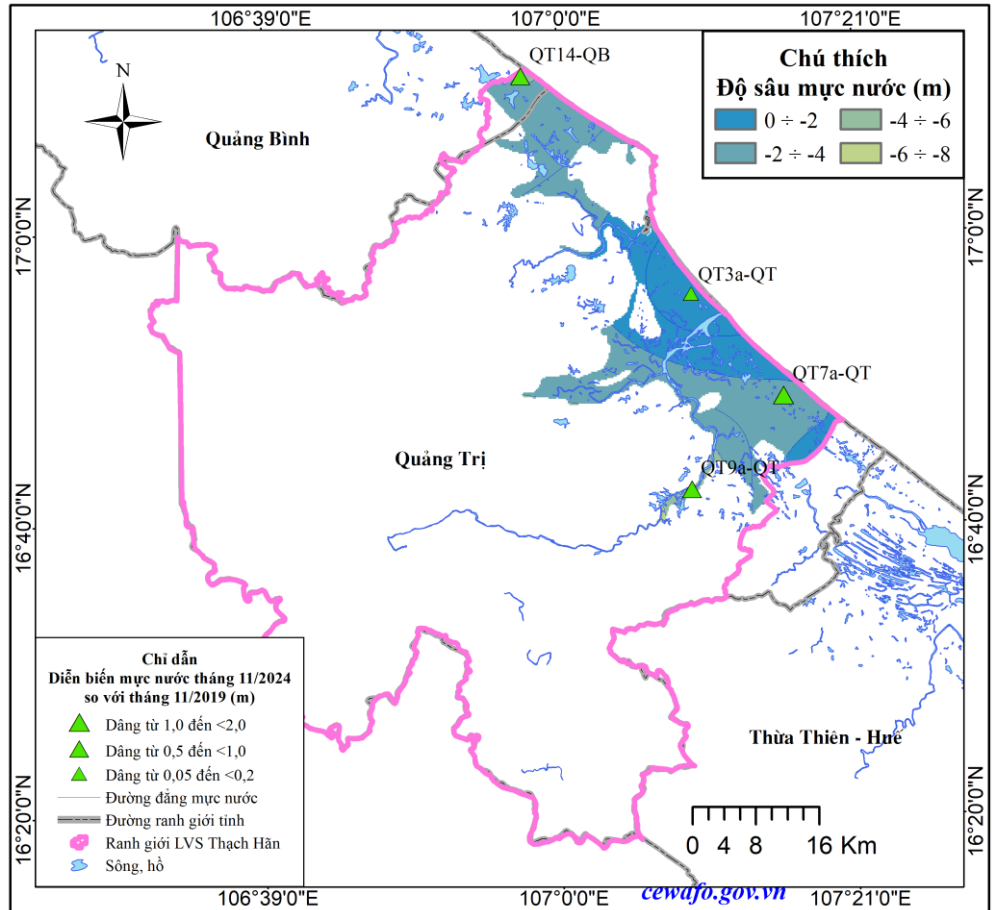 106°39'0"E 107°0'0"E 107°21'0"E
QT14-QB
Chú thích
Độ sâu mực nước (m)
0 ÷ -2 -4 ÷ -6
-2 ÷ -4 -6 ÷ -8
N
Quảng Bình
17°0'0"N 17°0'0"N
QT3a-QT
QT7a-QT
Quảng Trị
QT9a-QT
16°40'0"N 16°40'0"N
Chỉ dẫn
Diễn biến mực nước tháng 11/2024
so với tháng 11/2019 (m)
Dâng từ 1,0 đến <2,0
Dâng từ 0,5 đến <1,0
Dâng từ 0,05 đến <0,2
Đường đẳng mực nước
Đường ranh giới tỉnh
Ranh giới LVS Thạch Hãn
Sông, hồ
Thừa Thiên - Huế
16°20'0"N 16°20'0"N
0 4 8 16 Km
cewafo.gov.vn
106°39'0"E 107°0'0"E 107°21'0"E